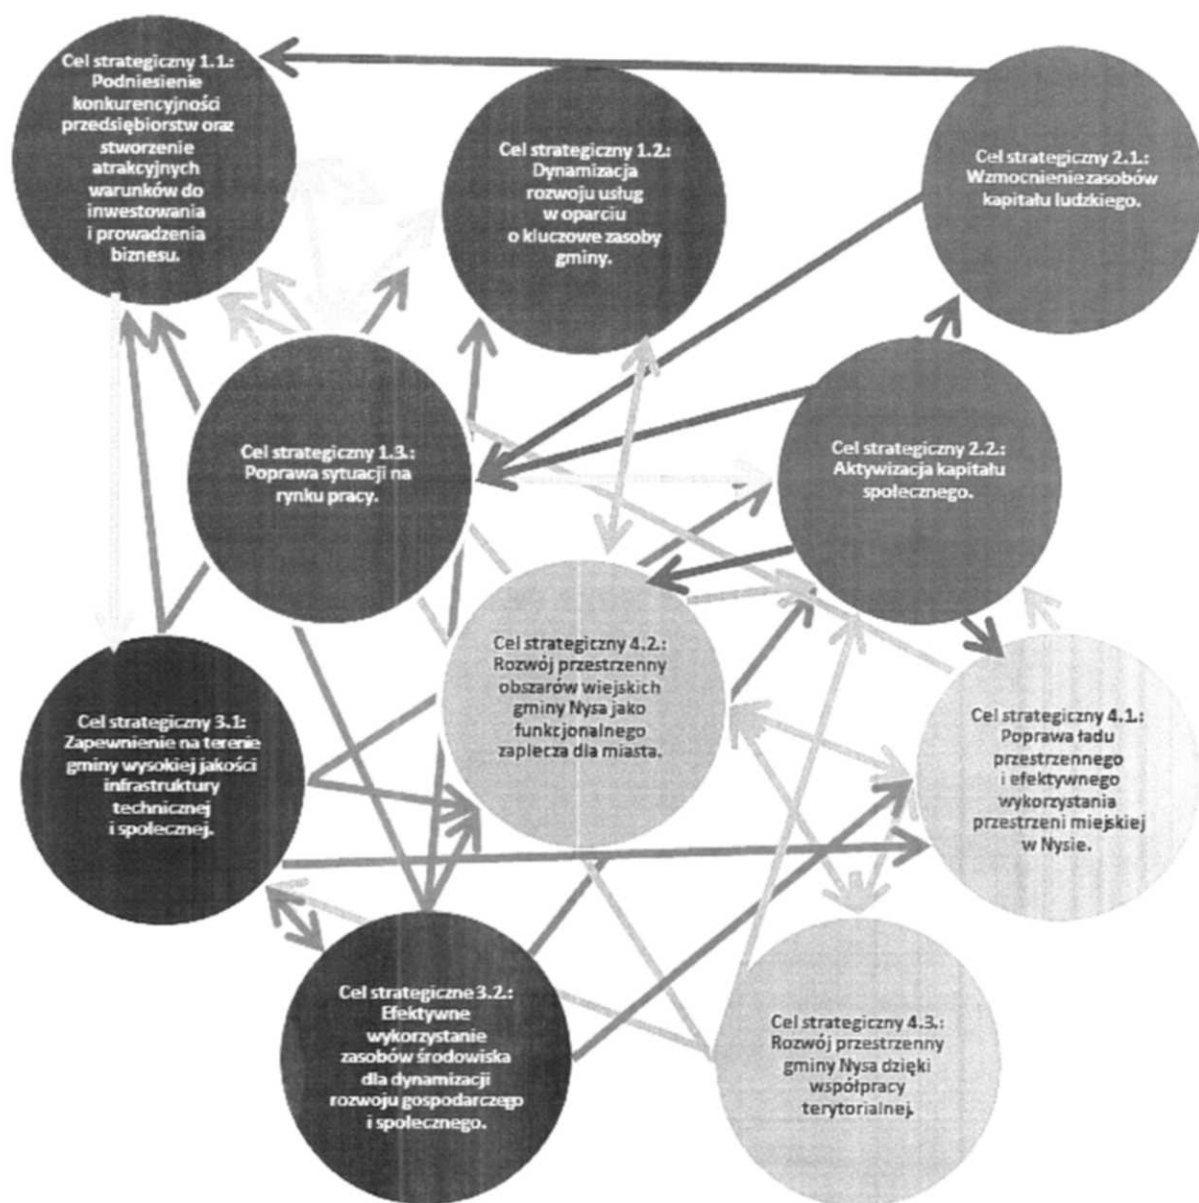 Cel strategiczny 1.1.:
Podniesienie
konkurencyjności
przedsiębiorstw oraz
stworzenie
atrakcyjnych
warunków do
inwestowania
i prowadzenia
biznesu.
Cel strategiczny 1.2.:
Dynamizacja
rozwoju usług
w oparciu
o kluczowe zasoby
gminy.
Cel strategiczny 2.1.:
Wzmocnienie zasobów
kapitału ludzkiego.
Cel strategiczny 1.3.:
Poprawa sytuacji na
rynku pracy.
Cel strategiczny 2.2.:
Aktywizacja kapitału
społecznego.
Cel strategiczny 3.1:
Zapewnienie na terenie
gminy wysokiej jakości
infrastruktury
technicznej
i społecznej.
Cel strategiczny 4.2.:
Rozwój przestrzenny
obszarów wiejskich
gminy Nysa jako
funkcjonalnego
zaplecza dla miasta.
Cel strategiczny 4.1.:
Poprawa ładu
przestrzennego
i efektywnego
wykorzystania
przestrzeni miejskiej
w Nysie.
Cel strategiczne 3.2.:
Efektywne
wykorzystanie
zasobów środowiska
dla dynamizacji
rozwoju gospodarczego
i społecznego.
Cel strategiczny 4.3.:
Rozwój przestrzenny
gminy Nysa dzięki
współpracy
terytorialnej.